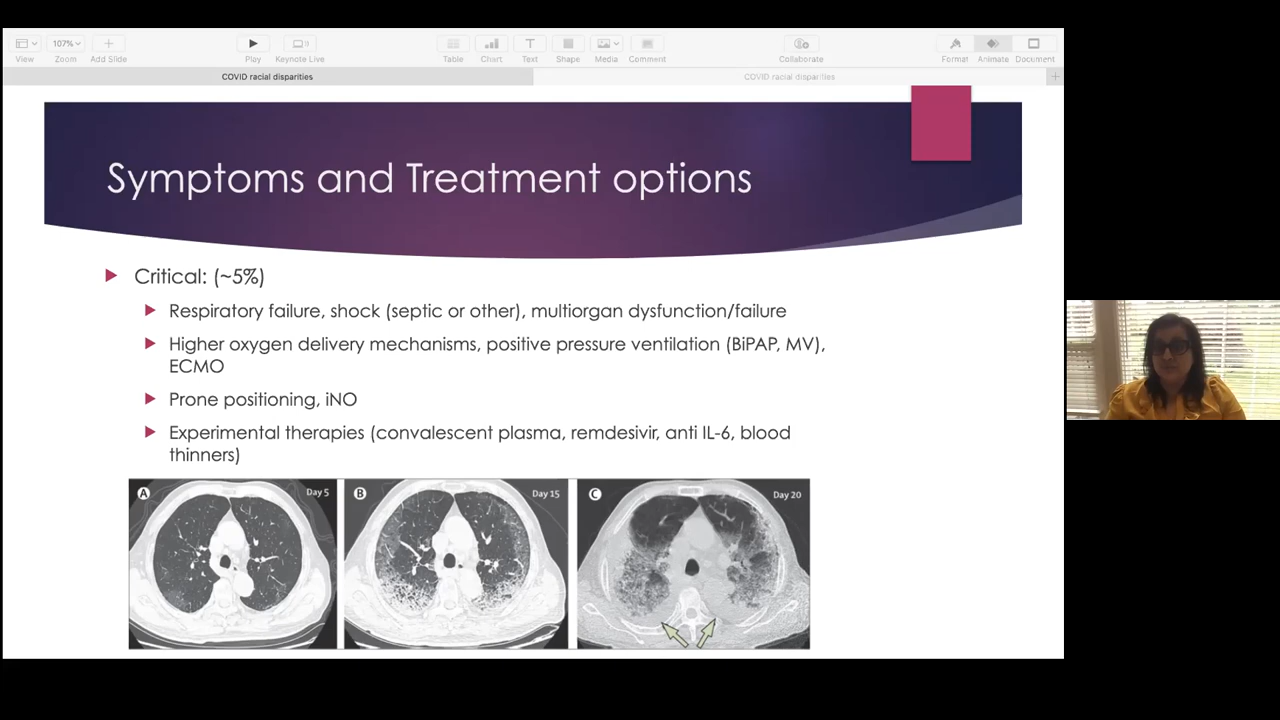 107%
View
Zoom
Add Slide
Play
Keynote Live
Table
Chart
Text
Shape
Media
Comment
Collaborate
Format
Animate
Document
COVID racial disparities
COVID racial disparities
Symptoms and Treatment options
Critical: (~5%)
Respiratory failure, shock (septic or other), multiorgan dysfunction/failure
Higher oxygen delivery mechanisms, positive pressure ventilation (BiPAP, MV),
ECMO
Prone positioning, iNO
Experimental therapies (convalescent plasma, remdesivir, anti IL-6, blood
thinners)
A
Day 5
B
Day 15
C
Day 20